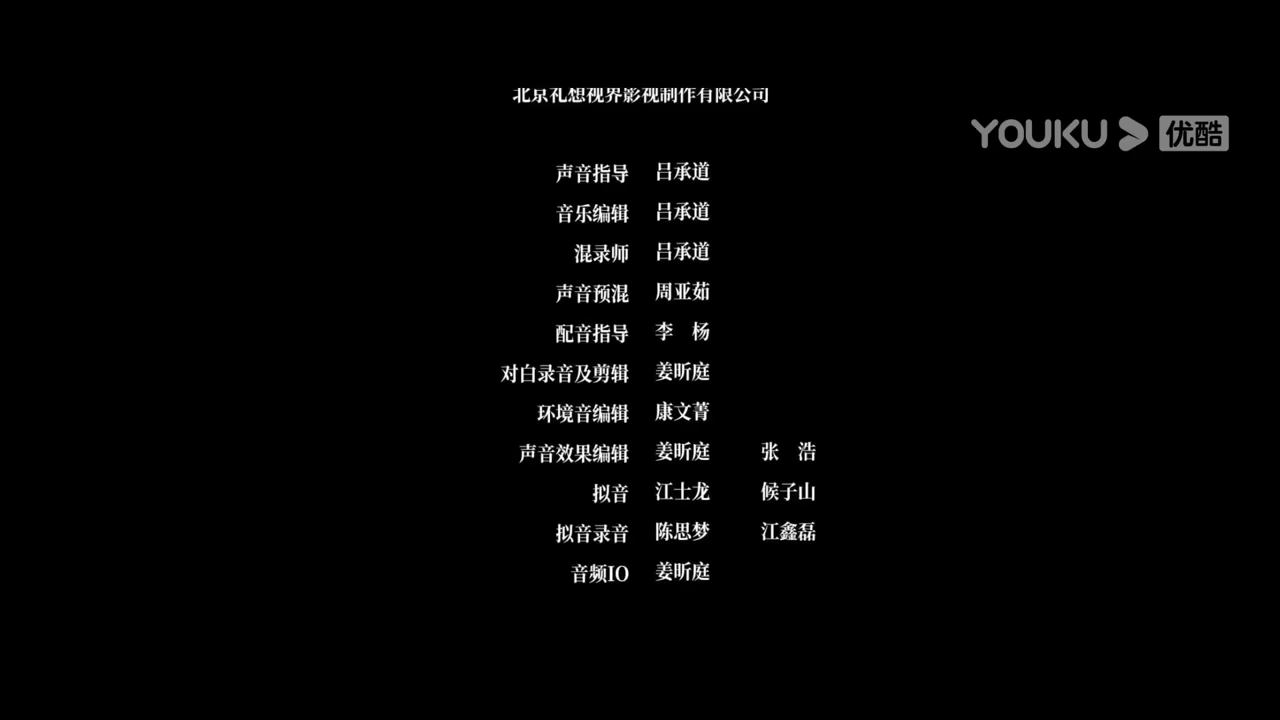 北京礼想视界影视制作有限公司
YOUKU 优酷
声音指导 吕承道
音乐编辑 吕承道
混录师 吕承道
声音预混 周亚茹
配音指导 李 杨
对白录音及剪辑 姜昕庭
环境音编辑 康文菁
声音效果编辑 姜昕庭 张 浩
拟音 江士龙 候子山
拟音录音 陈思梦 江鑫磊
音频IO 姜昕庭